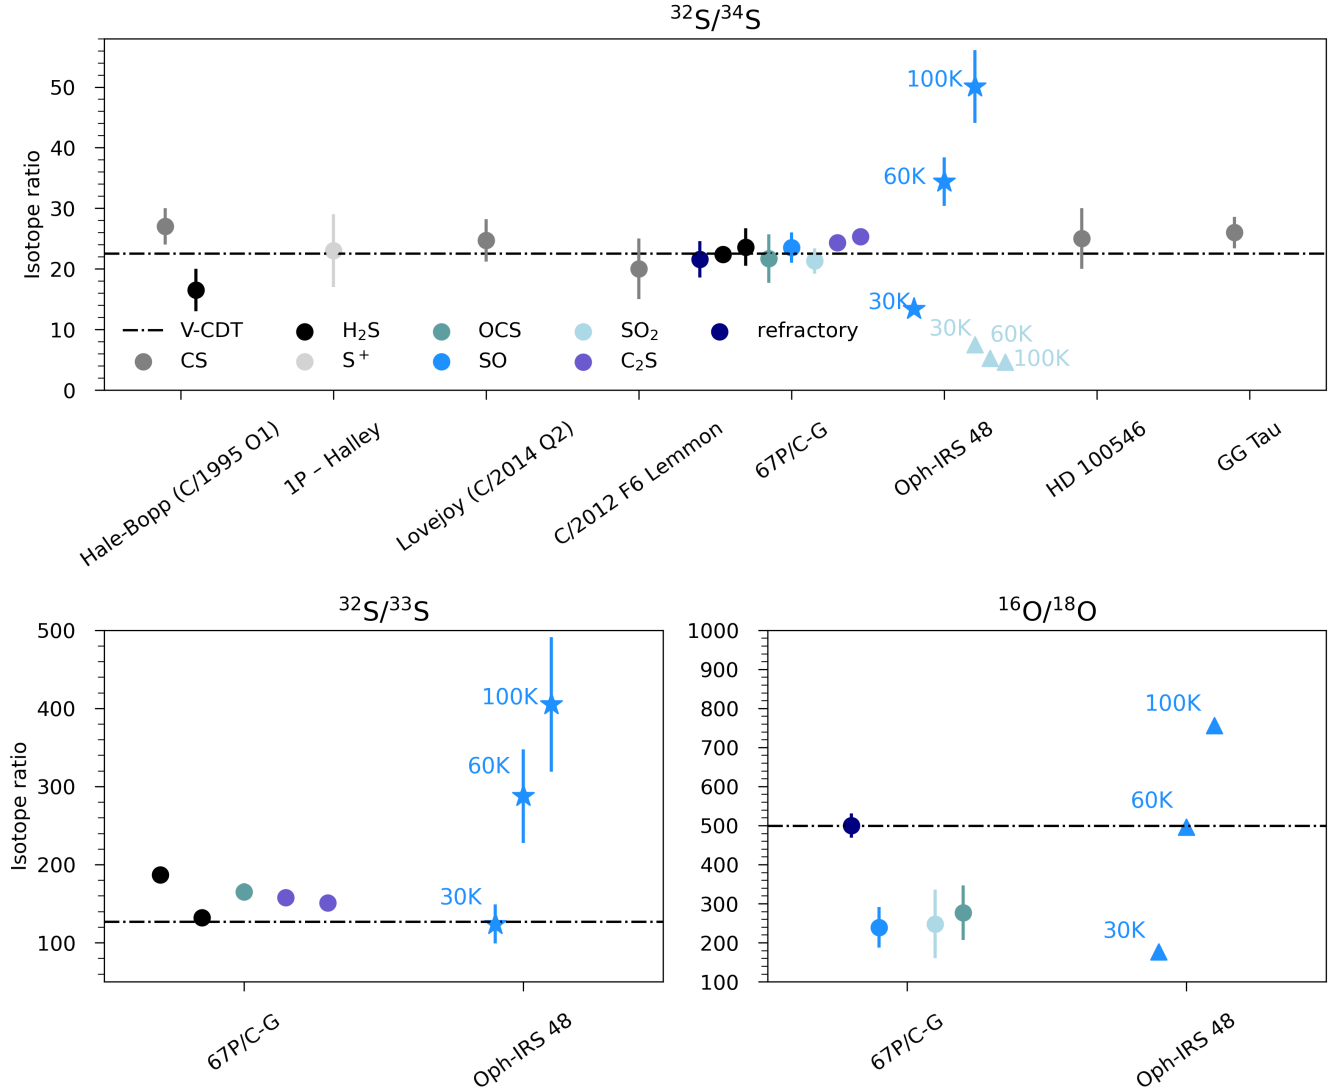 ³²S/³⁴S
Isotope ratio
50
40
30
20
10
0
100K
60K
30K
30K
60K
100K
V-CDT
CS
H₂S
S⁺
OCS
SO
SO₂
C₂S
refractory
Hale-Bopp (C/1995 O1)
1P – Halley
Lovejoy (C/2014 Q2)
C/2012 F6 Lemmon
67P/C-G
Oph-IRS 48
HD 100546
GG Tau
³²S/³³S
Isotope ratio
500
400
300
200
100
100K
60K
30K
67P/C-G
Oph-IRS 48
¹⁶O/¹⁸O
1000
900
800
700
600
500
400
300
200
100
100K
60K
30K
67P/C-G
Oph-IRS 48